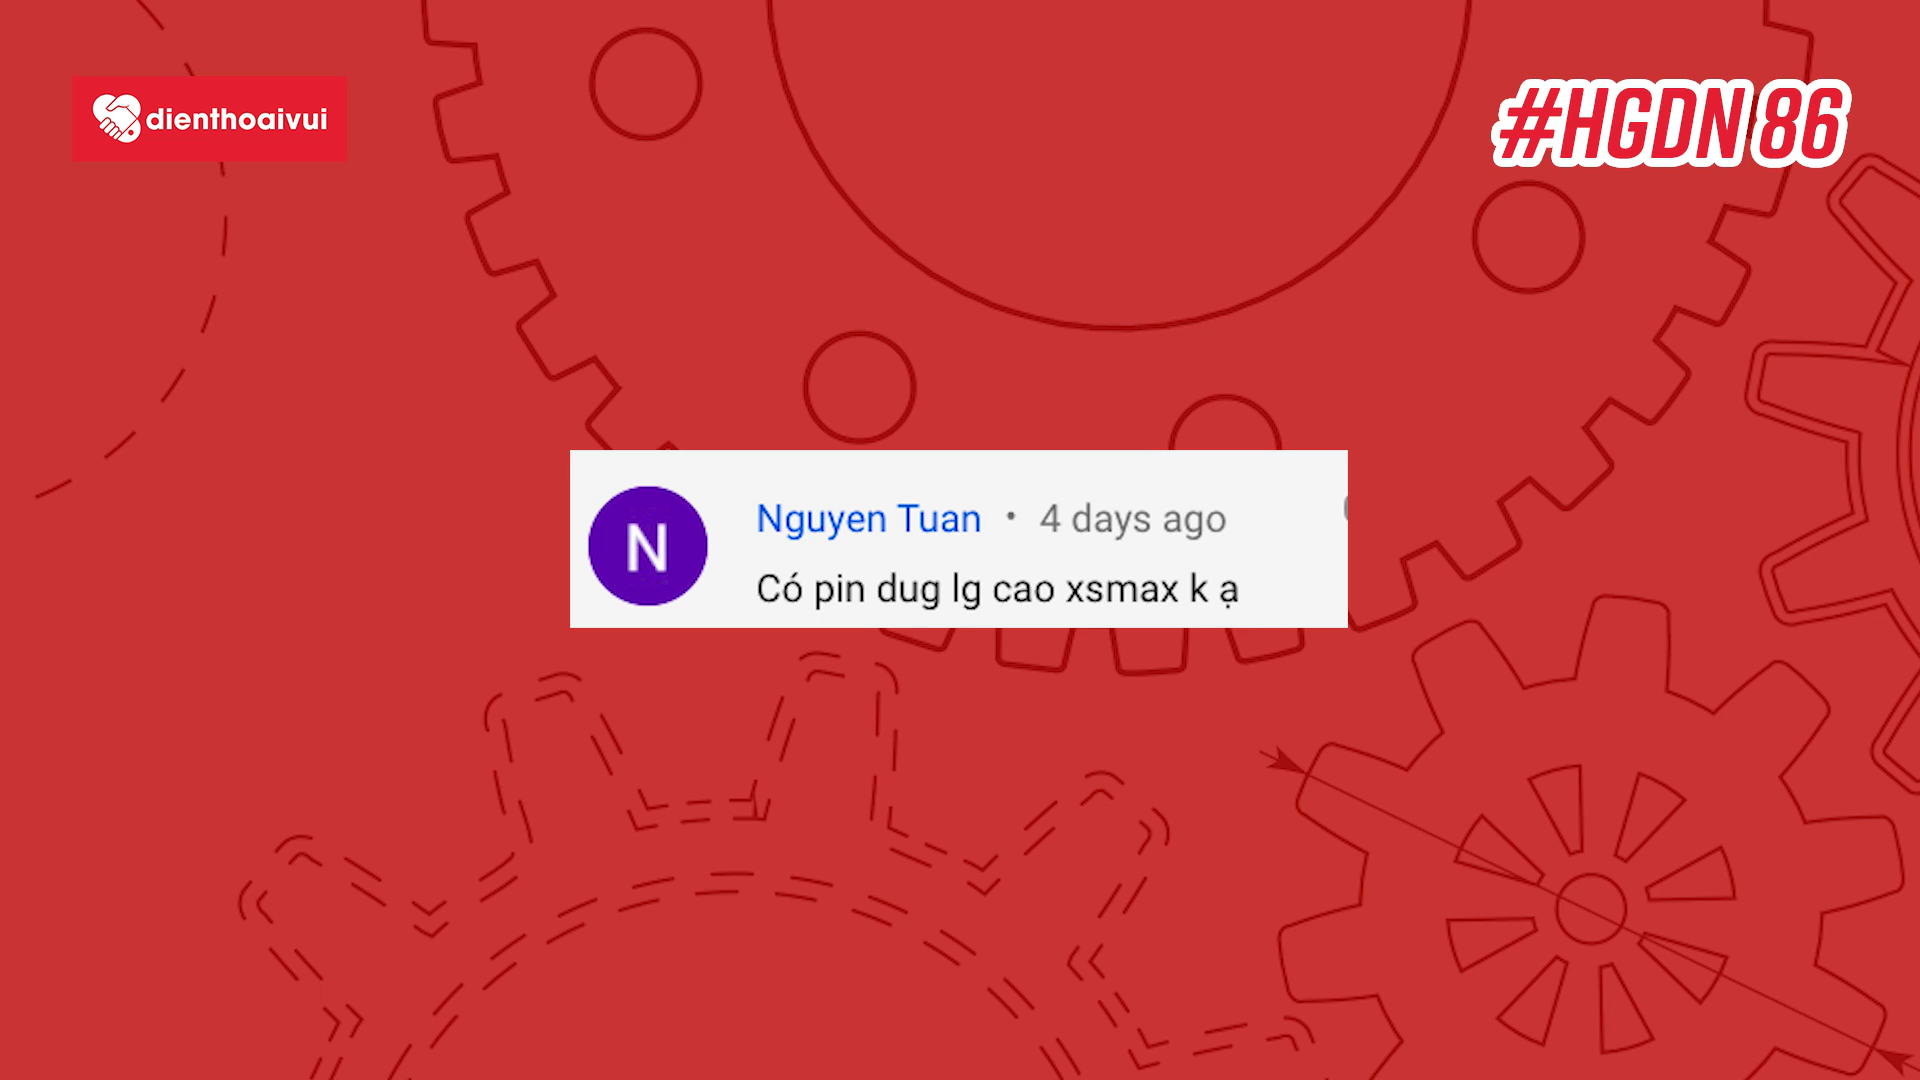 dienthoaivui
#HGDN 86
N
Nguyen Tuan • 4 days ago
Có pin dug lg cao xsmax k ạ